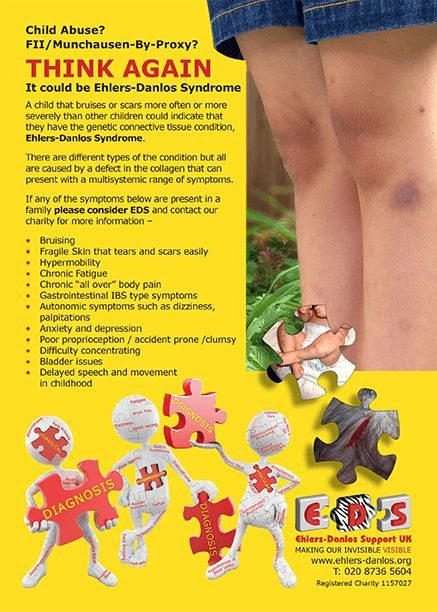 Child Abuse?
FII/Munchausen-By-Proxy?
THINK AGAIN
It could be Ehlers-Danlos Syndrome
A child that bruises or scars more often or more
severely than other children could indicate that
they have the genetic connective tissue condition,
Ehlers-Danlos Syndrome.
There are different types of the condition but all
are caused by a defect in the collagen that can
present with a multisystemic range of symptoms.
If any of the symptoms below are present in a
family please consider EDS and contact our
charity for more information –
• Bruising
• Fragile Skin that tears and scars easily
• Hypermobility
• Chronic Fatigue
• Chronic "all over" body pain
• Gastrointestinal IBS type symptoms
• Autonomic symptoms such as dizziness,
palpitations
• Anxiety and depression
• Poor proprioception / accident prone /clumsy
• Difficulty concentrating
• Bladder issues
• Delayed speech and movement
in childhood
DIAGNOSIS
DIAGNOSIS
DIAGNOSIS
Fatigue
Brain fog
EDS
Ehlers-Danlos Support UK
MAKING OUR INVISIBLE VISIBLE
www.ehlers-danlos.org
T: 020 8736 5604
Registered Charity 1157027